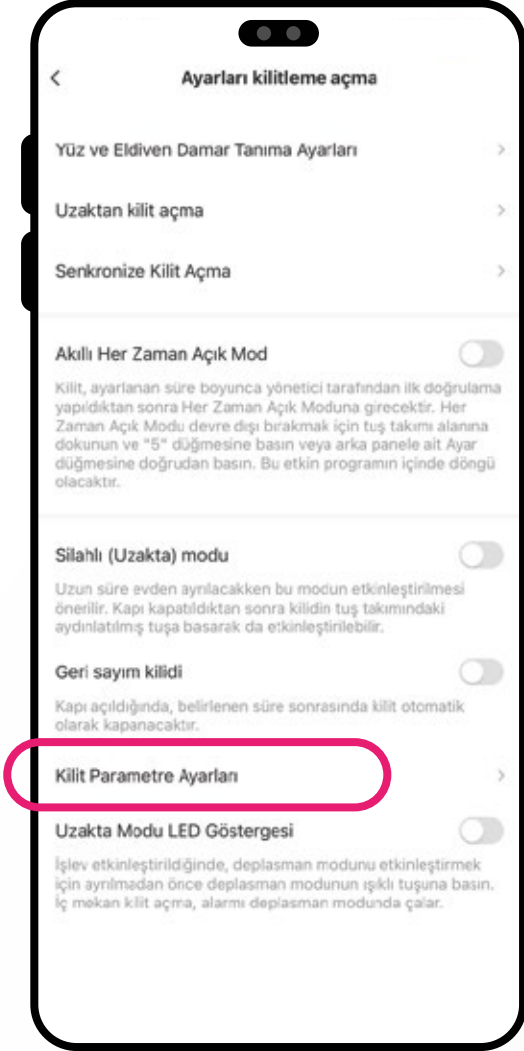 Ayarları kilitleme açma
Yüz ve Eldiven Damar Tanıma Ayarları
Uzaktan kilit açma
Senkronize Kilit Açma
Akıllı Her Zaman Açık Mod
Kilit, ayarlanan süre boyunca yönetici tarafından ilk doğrulama
yapıldıktan sonra Her Zaman Açık Moduna girecektir. Her
Zaman Açık Modu devre dışı bırakmak için tuş takımı alanına
dokunun ve "5" düğmesine basın veya arka panele ait Ayar
düğmesine doğrudan basın. Bu etkin programın içinde döngü
olacaktır.
Silahlı (Uzakta) modu
Uzun süre evden ayrılacakken bu modun etkinleştirilmesi
önerilir. Kapı kapatıldıktan sonra kilidin tuş takımındaki
aydınlatılmış tuşa basarak da etkinleştirilebilir.
Geri sayım kilidi
Kapı açıldığında, belirlenen süre sonrasında kilit otomatik
olarak kapanacaktır.
Kilit Parametre Ayarları
Uzakta Modu LED Göstergesi
İşlev etkinleştirildiğinde, deplasman modunu etkinleştirmek
için ayrılmadan önce deplasman modunun ışıklı tuşuna basın.
İç mekan kilit açma, alarmı deplasman modunda çalar.